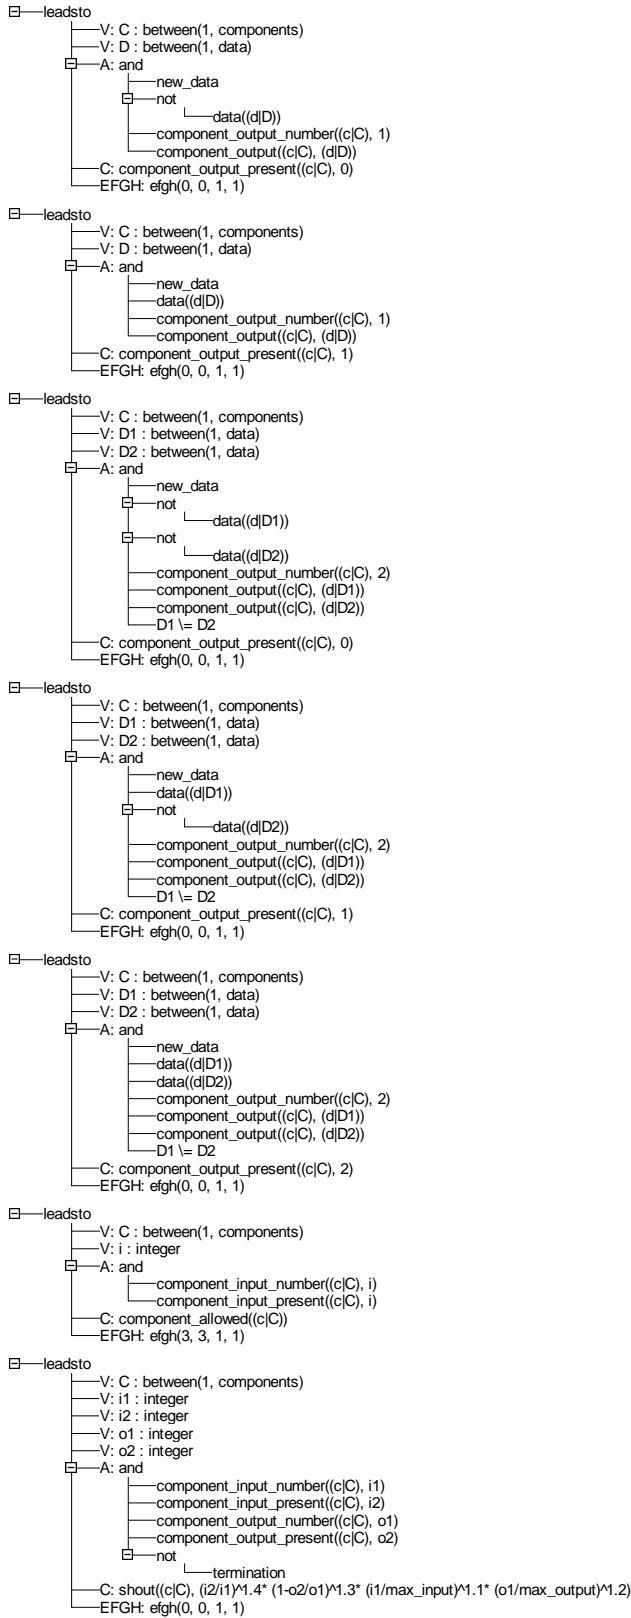 leadsto
V: C : between(1, components)
V: D : between(1, data)
A: and
new_data
not
data((d|D))
component_output_number((c|C), 1)
component_output((c|C), (d|D))
C: component_output_present((c|C), 0)
EFGH: efgh(0, 0, 1, 1)
leadsto
V: C : between(1, components)
V: D : between(1, data)
A: and
new_data
data((d|D))
component_output_number((c|C), 1)
component_output((c|C), (d|D))
C: component_output_present((c|C), 1)
EFGH: efgh(0, 0, 1, 1)
leadsto
V: C : between(1, components)
V: D1 : between(1, data)
V: D2 : between(1, data)
A: and
new_data
not
data((d|D1))
not
data((d|D2))
component_output_number((c|C), 2)
component_output((c|C), (d|D1))
component_output((c|C), (d|D2))
D1 \= D2
C: component_output_present((c|C), 0)
EFGH: efgh(0, 0, 1, 1)
leadsto
V: C : between(1, components)
V: D1 : between(1, data)
V: D2 : between(1, data)
A: and
new_data
data((d|D1))
not
data((d|D2))
component_output_number((c|C), 2)
component_output((c|C), (d|D1))
component_output((c|C), (d|D2))
D1 \= D2
C: component_output_present((c|C), 1)
EFGH: efgh(0, 0, 1, 1)
leadsto
V: C : between(1, components)
V: D1 : between(1, data)
V: D2 : between(1, data)
A: and
new_data
data((d|D1))
data((d|D2))
component_output_number((c|C), 2)
component_output((c|C), (d|D1))
component_output((c|C), (d|D2))
D1 \= D2
C: component_output_present((c|C), 2)
EFGH: efgh(0, 0, 1, 1)
leadsto
V: C : between(1, components)
V: i : integer
A: and
component_input_number((c|C), i)
component_input_present((c|C), i)
C: component_allowed((c|C))
EFGH: efgh(3, 3, 1, 1)
leadsto
V: C : between(1, components)
V: i1 : integer
V: i2 : integer
V: o1 : integer
V: o2 : integer
A: and
component_input_number((c|C), i1)
component_input_present((c|C), i2)
component_output_number((c|C), o1)
component_output_present((c|C), o2)
not
termination
C: shout((c|C), (i2/i1)^1.4* (1-o2/o1)^1.3* (i1/max_input)^1.1* (o1/max_output)^1.2)
EFGH: efgh(0, 0, 1, 1)